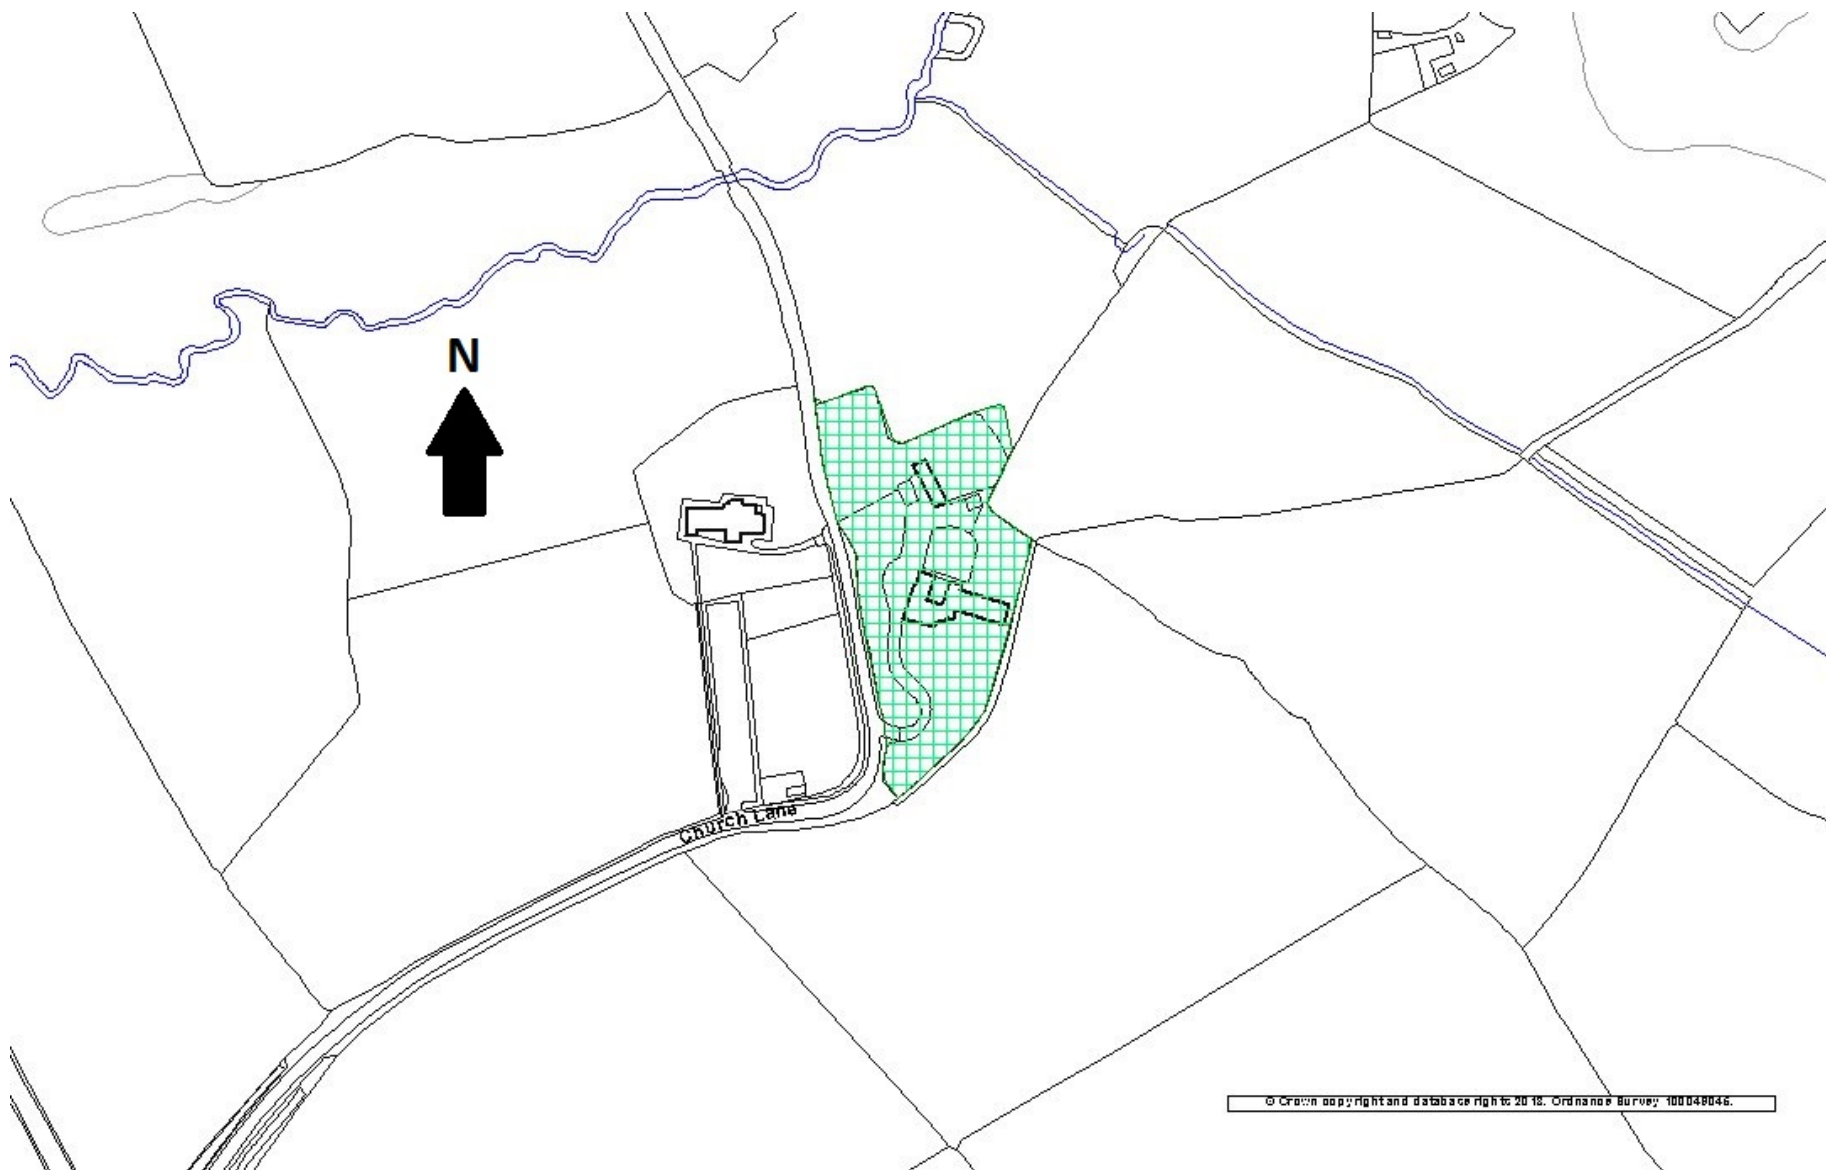 N
Church Lane
© Crown copyright and database rights 2018. Ordnance Survey 100049046.